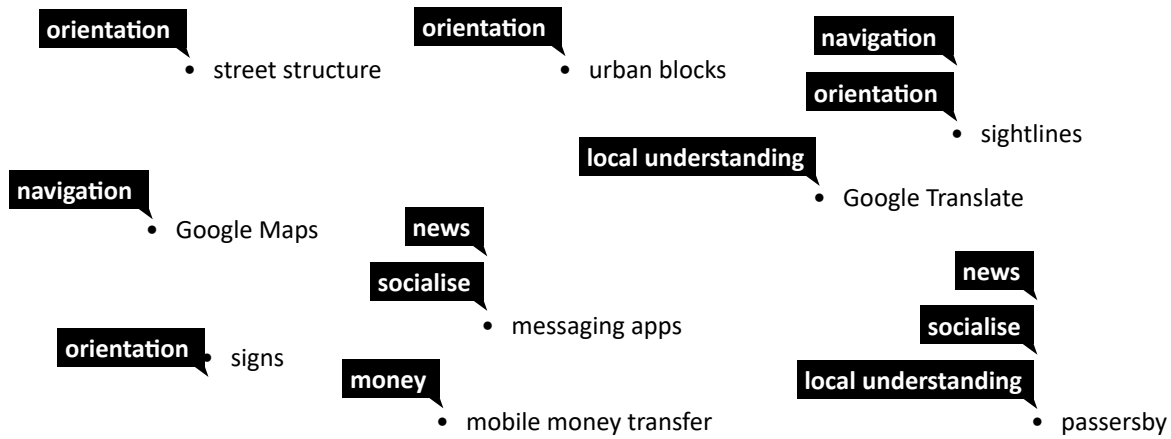 orientation
• street structure
orientation
• urban blocks
navigation
orientation
• sightlines
local understanding
• Google Translate
navigation
• Google Maps
news
socialise
• messaging apps
news
socialise
local understanding
• passersby
orientation
• signs
money
• mobile money transfer